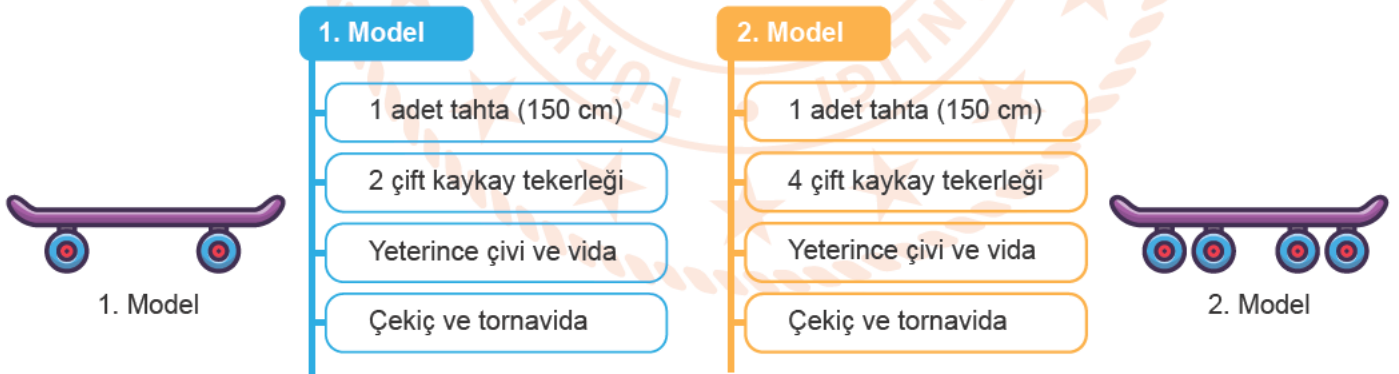 1. Model
1 adet tahta (150 cm)
2 çift kaykay tekerleği
Yeterince çivi ve vida
Çekiç ve tornavida
1. Model
2. Model
1 adet tahta (150 cm)
4 çift kaykay tekerleği
Yeterince çivi ve vida
Çekiç ve tornavida
2. Model